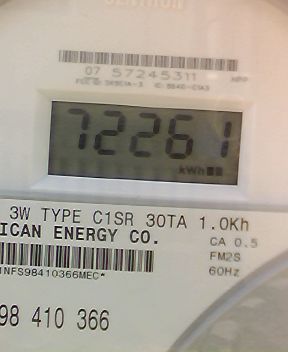 07 57245311
72261
kWh
3W TYPE C1SR 30TA 1.0Kh
ICAN ENERGY CO.
CA 0.5
FM2S
60Hz
INFS98410366MEC*
98 410 366